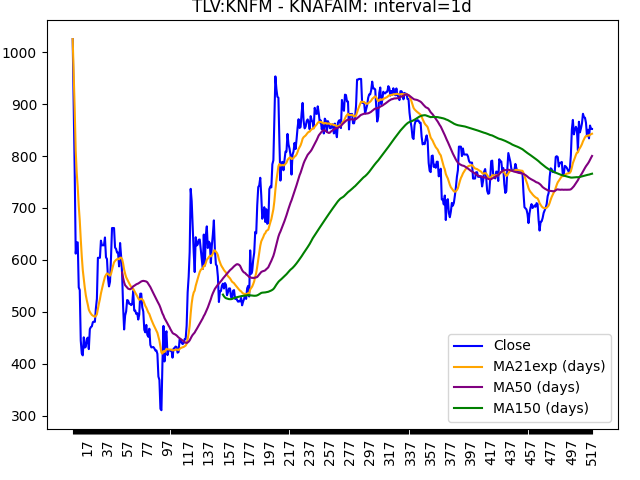 TLV:KNFM - KNAFAIM: interval=1d
1000
900
800
700
600
500
400
300
Close
MA21exp (days)
MA50 (days)
MA150 (days)
17 37 57 77 97 117 137 157 177 197 217 237 257 277 297 317 337 357 377 397 417 437 457 477 497 517